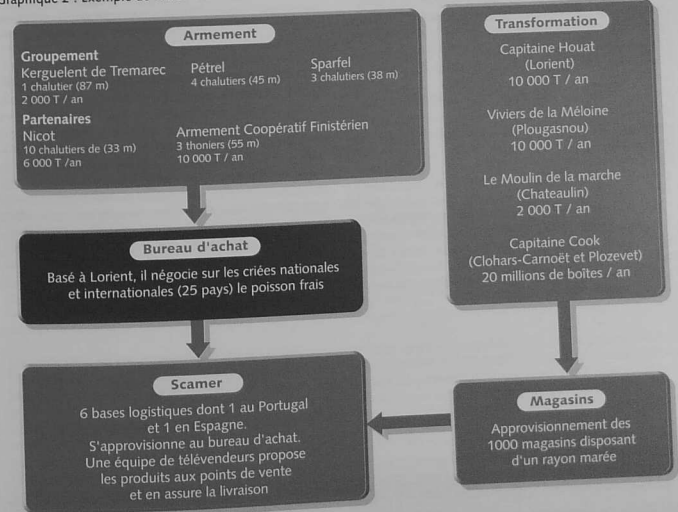 Graphique 2 : Exemple de
Armement
Groupement
Kerguelent de Tremarec
1 chalutier (87 m)
2 000 T / an
Pétrel
4 chalutiers (45 m)
Sparfel
3 chalutiers (38 m)
Partenaires
Nicot
10 chalutiers de (33 m)
6 000 T /an
Armement Coopératif Finistérien
3 thoniers (55 m)
10 000 T / an
Bureau d'achat
Basé à Lorient, il négocie sur les criées nationales
et internationales (25 pays) le poisson frais
Scamer
6 bases logistiques dont 1 au Portugal
et 1 en Espagne.
S'approvisionne au bureau d'achat.
Une équipe de télévendeurs propose
les produits aux points de vente
et en assure la livraison
Transformation
Capitaine Houat
(Lorient)
10 000 T / an
Viviers de la Méloine
(Plougasnou)
10 000 T / an
Le Moulin de la marche
(Chateaulin)
2 000 T / an
Capitaine Cook
(Clohars-Carnoët et Plozevet)
20 millions de boîtes / an
Magasins
Approvisionnement des
1000 magasins disposant
d'un rayon marée